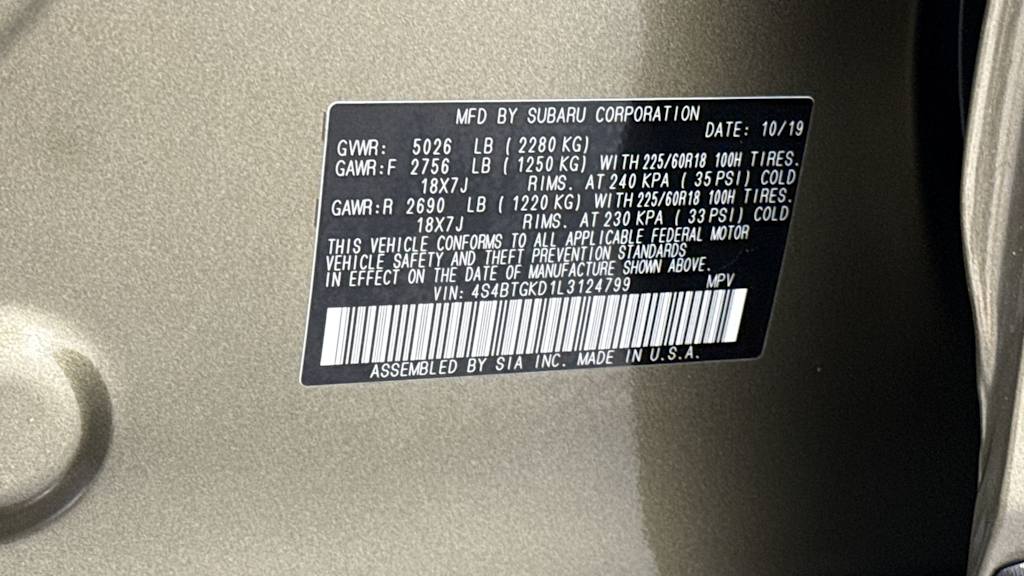 MFD BY SUBARU CORPORATION
DATE: 10/19
GVWR: 5026 LB ( 2280 KG)
GAWR:F 2756 LB ( 1250 KG) WITH 225/60R18 100H TIRES.
18X7J RIMS. AT 240 KPA ( 35 PSI) COLD
GAWR:R 2690 LB ( 1220 KG) WITH 225/60R18 100H TIRES.
18X7J RIMS. AT 230 KPA ( 33 PSI) COLD
THIS VEHICLE CONFORMS TO ALL APPLICABLE FEDERAL MOTOR
VEHICLE SAFETY AND THEFT PREVENTION STANDARDS
IN EFFECT ON THE DATE OF MANUFACTURE SHOWN ABOVE.
VIN: 4S4BTGKD1L3124799 MPV
ASSEMBLED BY SIA INC. MADE IN U.S.A.